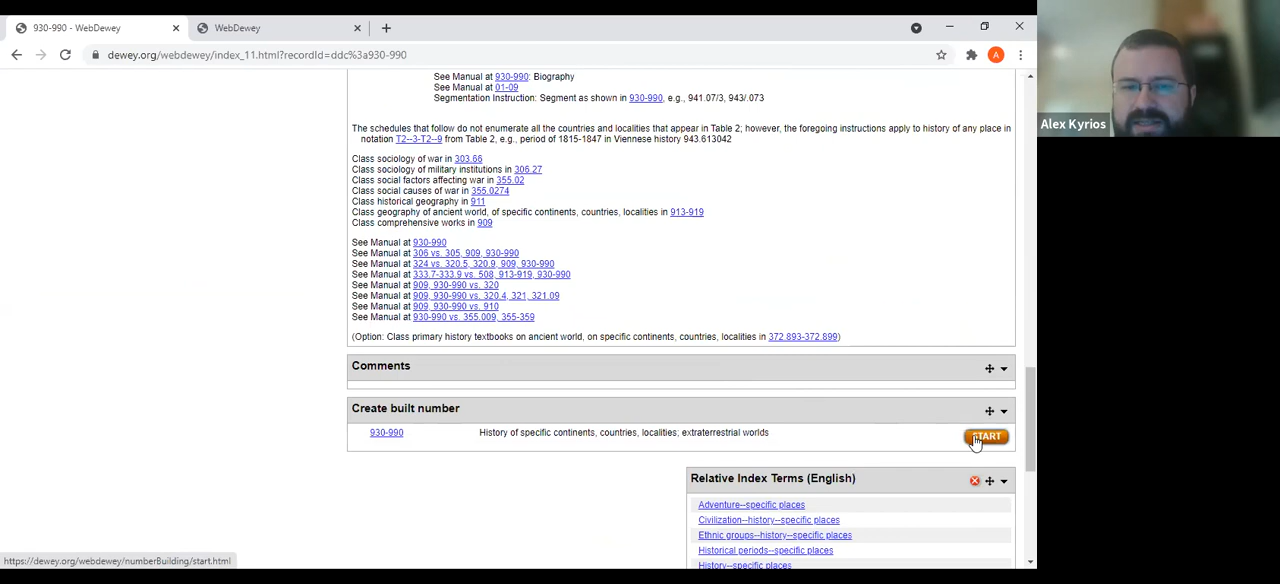 930-990 - WebDewey
WebDewey
dewey.org/webdewey/index_11.html?recordId=ddc%3a930-990
A
See Manual at 930-990: Biography
See Manual at 01-09
Segmentation Instruction: Segment as shown in 930-990, e.g., 941.07/3, 943/.073
The schedules that follow do not enumerate all the countries and localities that appear in Table 2; however, the foregoing instructions apply to history of any place in
notation T2--3-T2--9 from Table 2, e.g., period of 1815-1847 in Viennese history 943.613042
Class sociology of war in 303.66
Class sociology of military institutions in 306.27
Class social factors affecting war in 355.02
Class social causes of war in 355.0274
Class historical geography in 911
Class geography of ancient world, of specific continents, countries, localities in 913-919
Class comprehensive works in 909
See Manual at 930-990
See Manual at 306 vs. 305, 909, 930-990
See Manual at 324 vs. 320.5, 320.9, 909, 930-990
See Manual at 333.7-333.9 vs. 508, 913-919, 930-990
See Manual at 909, 930-990 vs. 320
See Manual at 909, 930-990 vs. 320.4, 321, 321.09
See Manual at 909, 930-990 vs. 910
See Manual at 930-990 vs. 355.009, 355-359
(Option: Class primary history textbooks on ancient world, on specific continents, countries, localities in 372.893-372.899)
Comments
Create built number
930-990 History of specific continents, countries, localities; extraterrestrial worlds START
Relative Index Terms (English)
Adventure--specific places
Civilization--history--specific places
Ethnic groups--history--specific places
Historical periods--specific places
History--specific places
https://dewey.org/webdewey/numberBuilding/start.html
Alex Kyrios